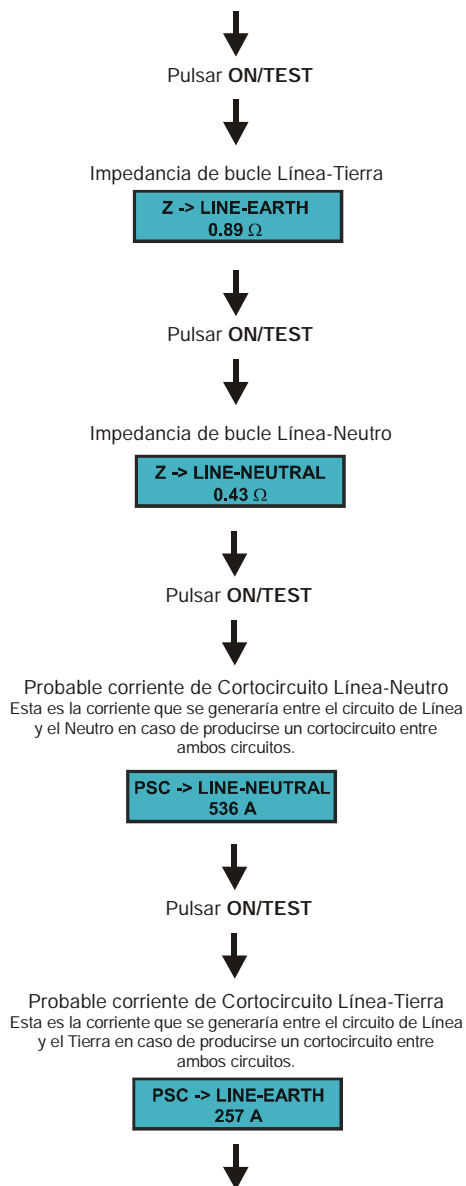 Pulsar ON/TEST
Impedancia de bucle Línea-Tierra
Z -> LINE-EARTH
0.89 Ω
Pulsar ON/TEST
Impedancia de bucle Línea-Neutro
Z -> LINE-NEUTRAL
0.43 Ω
Pulsar ON/TEST
Probable corriente de Cortocircuito Línea-Neutro
Esta es la corriente que se generaría entre el circuito de Línea
y el Neutro en caso de producirse un cortocircuito entre
ambos circuitos.
PSC -> LINE-NEUTRAL
536 A
Pulsar ON/TEST
Probable corriente de Cortocircuito Línea-Tierra
Esta es la corriente que se generaría entre el circuito de Línea
y el Tierra en caso de producirse un cortocircuito entre
ambos circuitos.
PSC -> LINE-EARTH
257 A